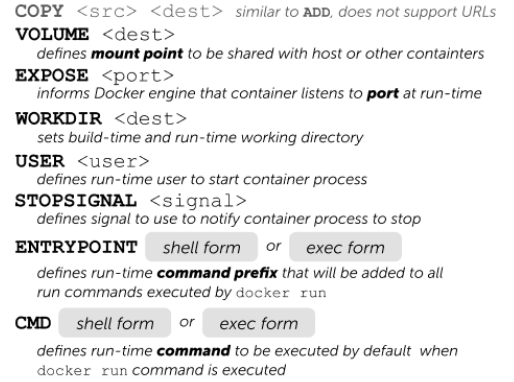 COPY <src> <dest> similar to ADD, does not support URLs
VOLUME <dest>
defines mount point to be shared with host or other containters
EXPOSE <port>
informs Docker engine that container listens to port at run-time
WORKDIR <dest>
sets build-time and run-time working directory
USER <user>
defines run-time user to start container process
STOPSIGNAL <signal>
defines signal to use to notify container process to stop
ENTRYPOINT shell form or exec form
defines run-time command prefix that will be added to all
run commands executed by docker run
CMD shell form or exec form
defines run-time command to be executed by default when
docker run command is executed